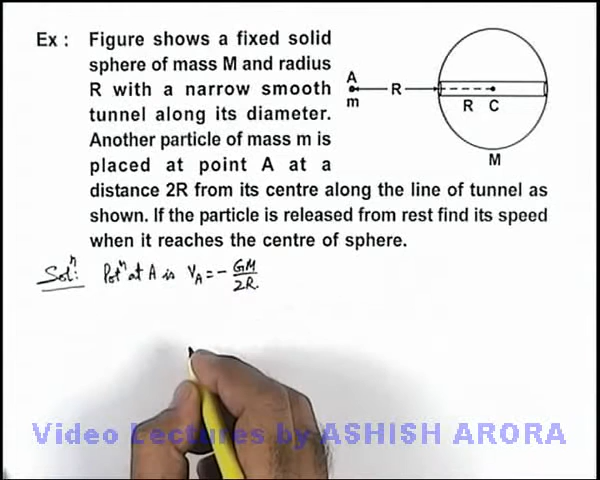 Ex : Figure shows a fixed solid
sphere of mass M and radius
R with a narrow smooth
tunnel along its diameter.
Another particle of mass m is
placed at point A at a
distance 2R from its centre along the line of tunnel as
shown. If the particle is released from rest find its speed
when it reaches the centre of sphere.
A
m
R
R C
M
Solⁿ: Potⁿ at A is V_A = - GM/2R.
Video Lectures by ASHISH ARORA